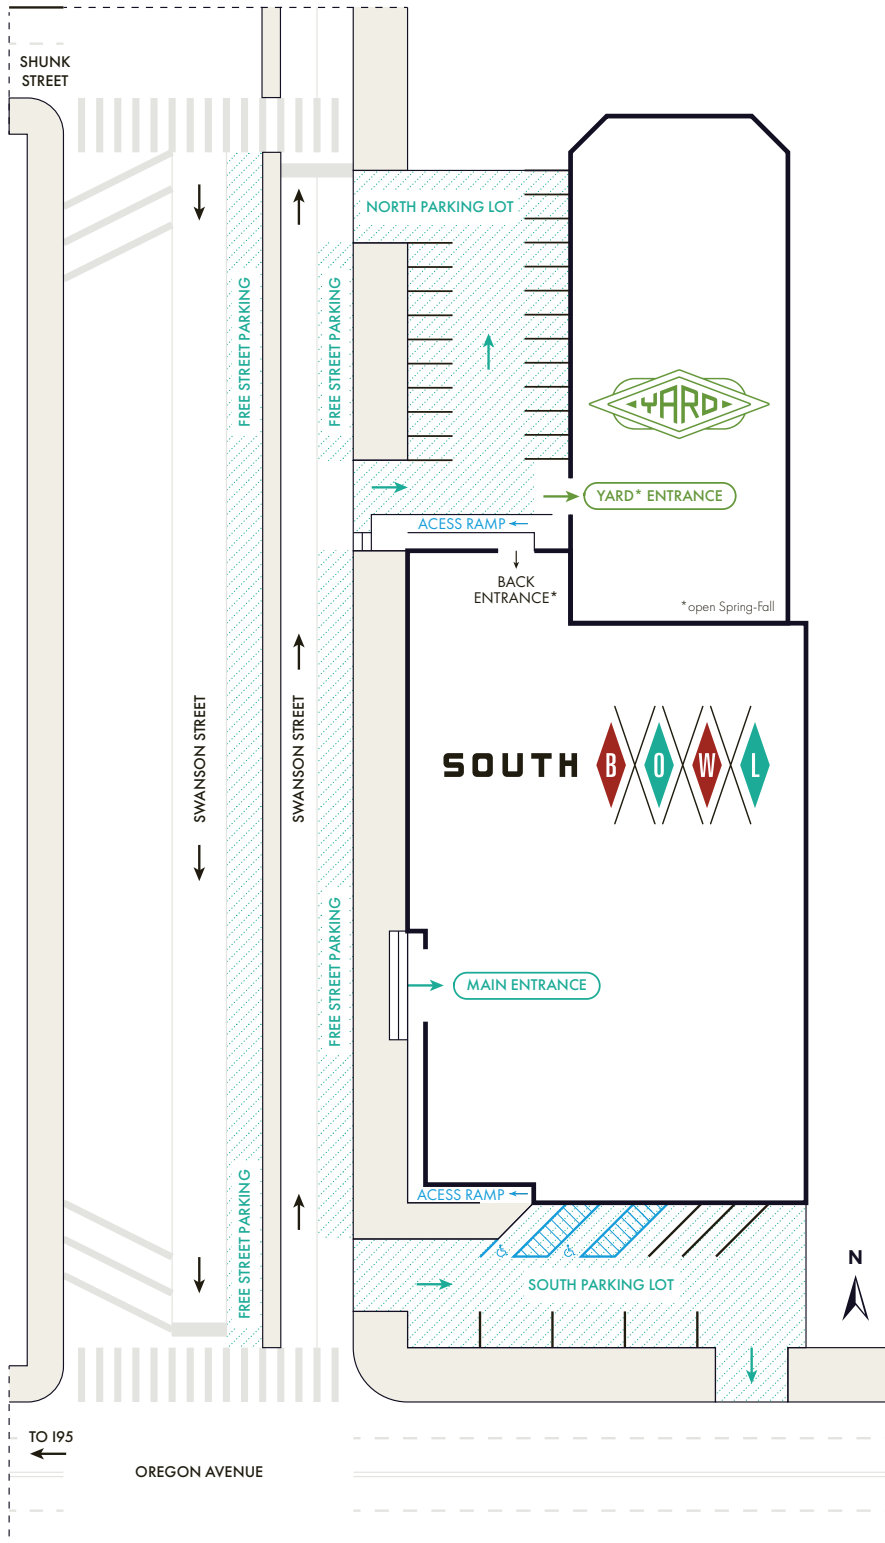 SHUNK
STREET
NORTH PARKING LOT
FREE STREET PARKING
FREE STREET PARKING
YARD
YARD* ENTRANCE
ACESS RAMP
BACK
ENTRANCE*
*open Spring-Fall
SWANSON STREET
SWANSON STREET
SOUTH BOWL
FREE STREET PARKING
MAIN ENTRANCE
FREE STREET PARKING
ACESS RAMP
N
SOUTH PARKING LOT
TO I95
OREGON AVENUE